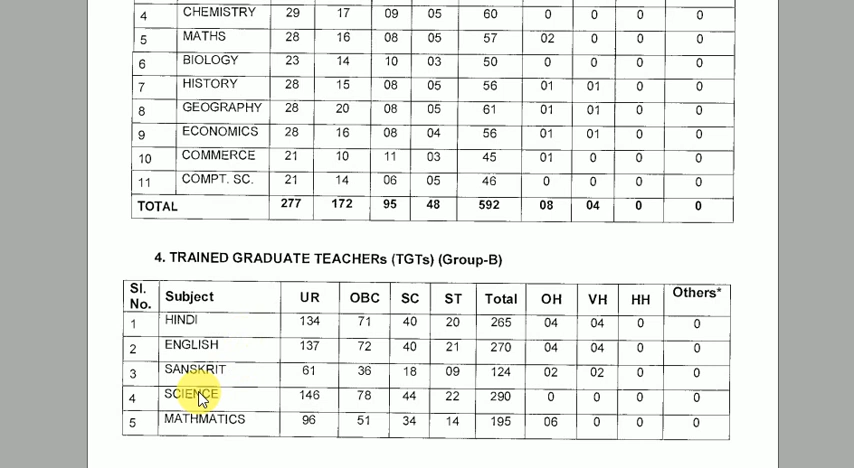 4 CHEMISTRY 29 17 09 05 60 0 0 0 0
5 MATHS 28 16 08 05 57 02 0 0 0
6 BIOLOGY 23 14 10 03 50 0 0 0 0
7 HISTORY 28 15 08 05 56 01 01 0 0
8 GEOGRAPHY 28 20 08 05 61 01 01 0 0
9 ECONOMICS 28 16 08 04 56 01 01 0 0
10 COMMERCE 21 10 11 03 45 01 0 0 0
11 COMPT. SC. 21 14 06 05 46 0 0 0 0
TOTAL 277 172 95 48 592 08 04 0 0
4. TRAINED GRADUATE TEACHERs (TGTs) (Group-B)
Sl. No. Subject UR OBC SC ST Total OH VH HH Others*
1 HINDI 134 71 40 20 265 04 04 0 0
2 ENGLISH 137 72 40 21 270 04 04 0 0
3 SANSKRIT 61 36 18 09 124 02 02 0 0
4 SCIENCE 146 78 44 22 290 0 0 0 0
5 MATHMATICS 96 51 34 14 195 06 0 0 0